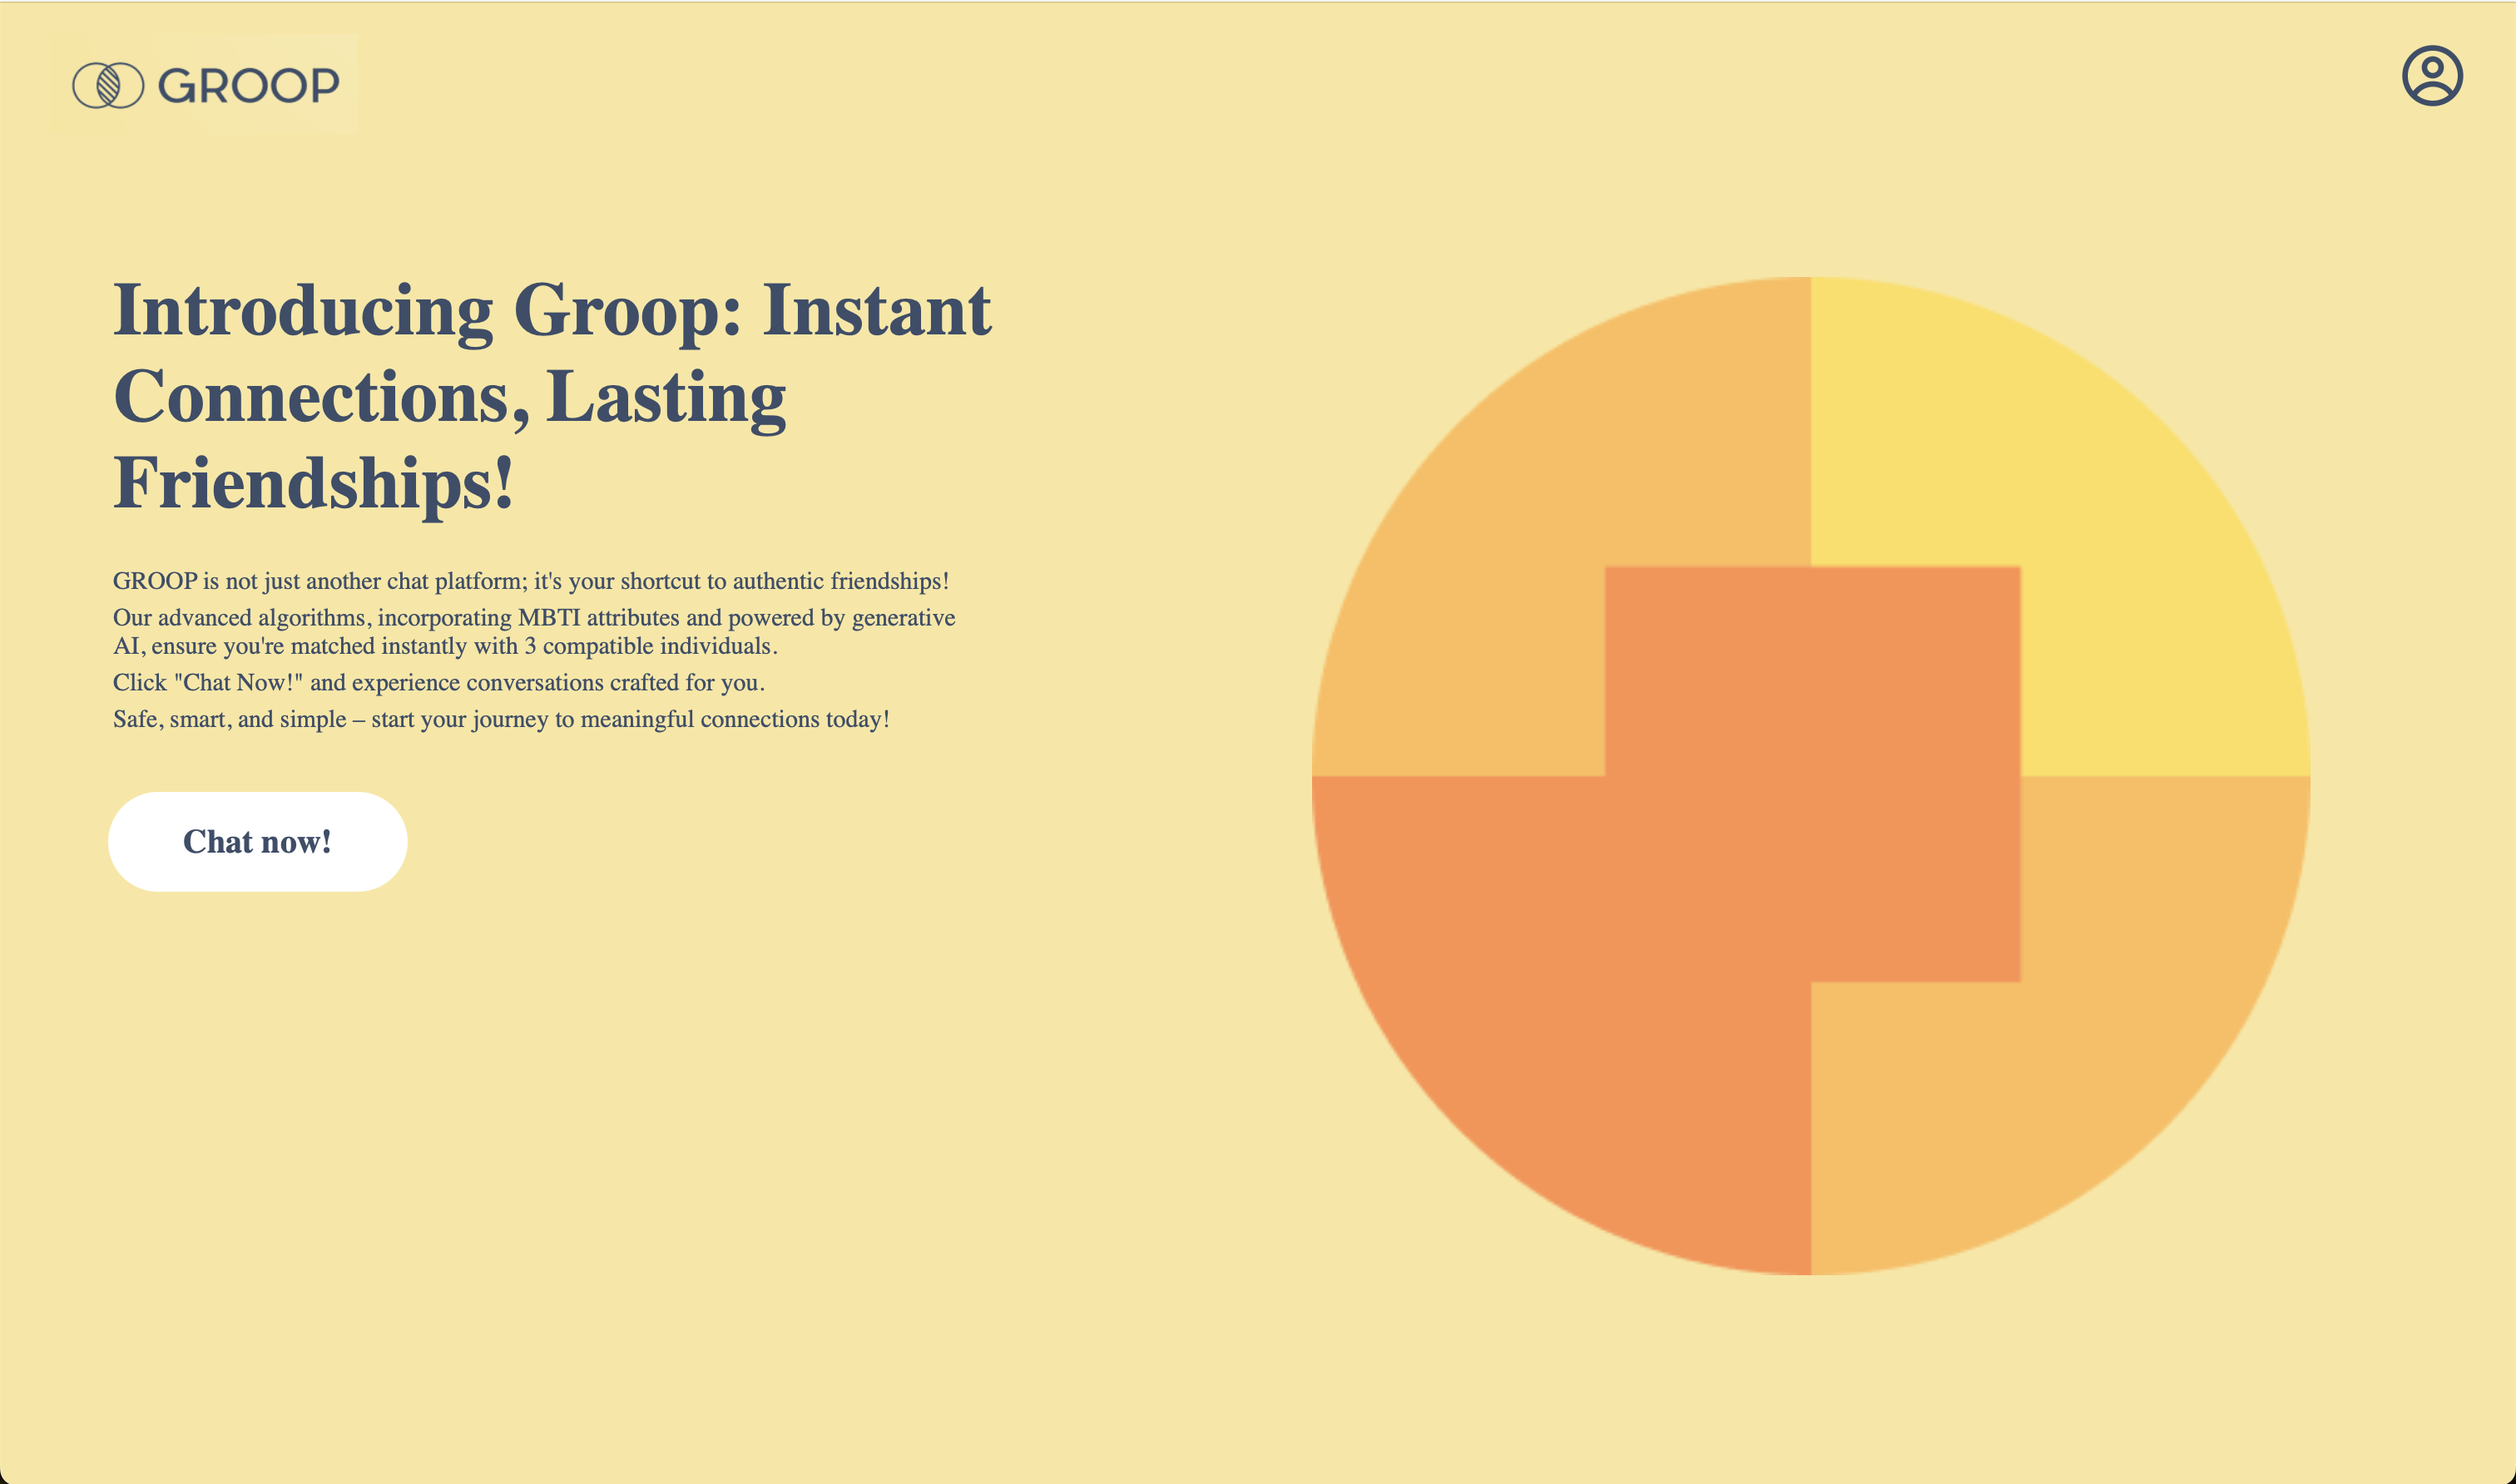 GROOP
Introducing Groop: Instant
Connections, Lasting
Friendships!
GROOP is not just another chat platform; it's your shortcut to authentic friendships!
Our advanced algorithms, incorporating MBTI attributes and powered by generative
AI, ensure you're matched instantly with 3 compatible individuals.
Click "Chat Now!" and experience conversations crafted for you.
Safe, smart, and simple – start your journey to meaningful connections today!
Chat now!